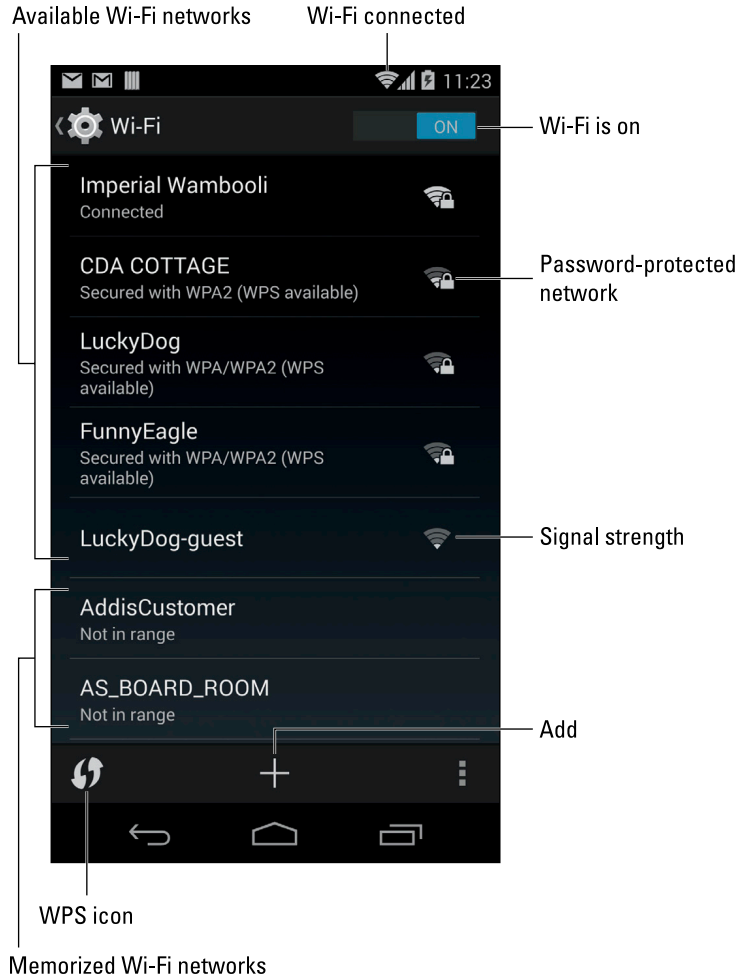 Available Wi-Fi networks
Wi-Fi connected
11:23
Wi-Fi
ON
Wi-Fi is on
Imperial Wambooli
Connected
CDA COTTAGE
Secured with WPA2 (WPS available)
Password-protected
network
LuckyDog
Secured with WPA/WPA2 (WPS
available)
FunnyEagle
Secured with WPA/WPA2 (WPS
available)
LuckyDog-guest
Signal strength
AddisCustomer
Not in range
AS_BOARD_ROOM
Not in range
Add
WPS icon
Memorized Wi-Fi networks